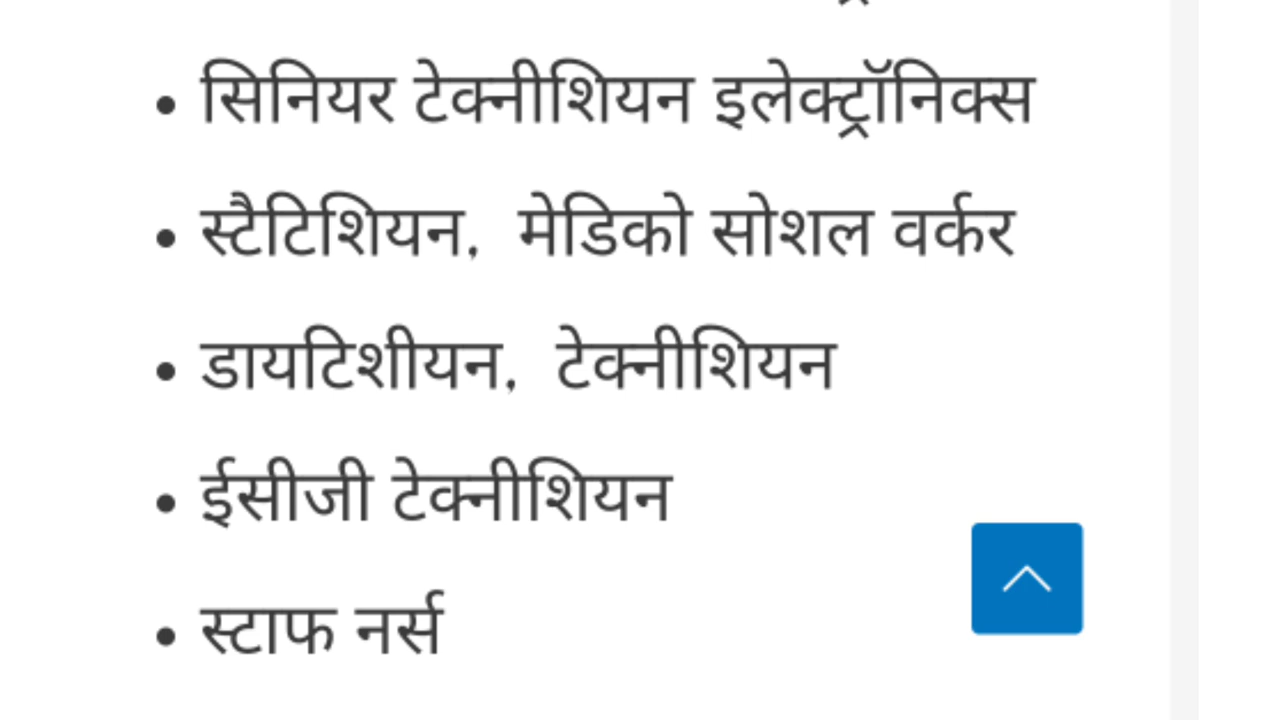 • सिनियर टेक्नीशियन इलेक्ट्रॉनिक्स
• स्टैटिशियन,  मेडिको सोशल वर्कर
• डायटिशीयन,  टेक्नीशियन
• ईसीजी टेक्नीशियन
• स्टाफ नर्स